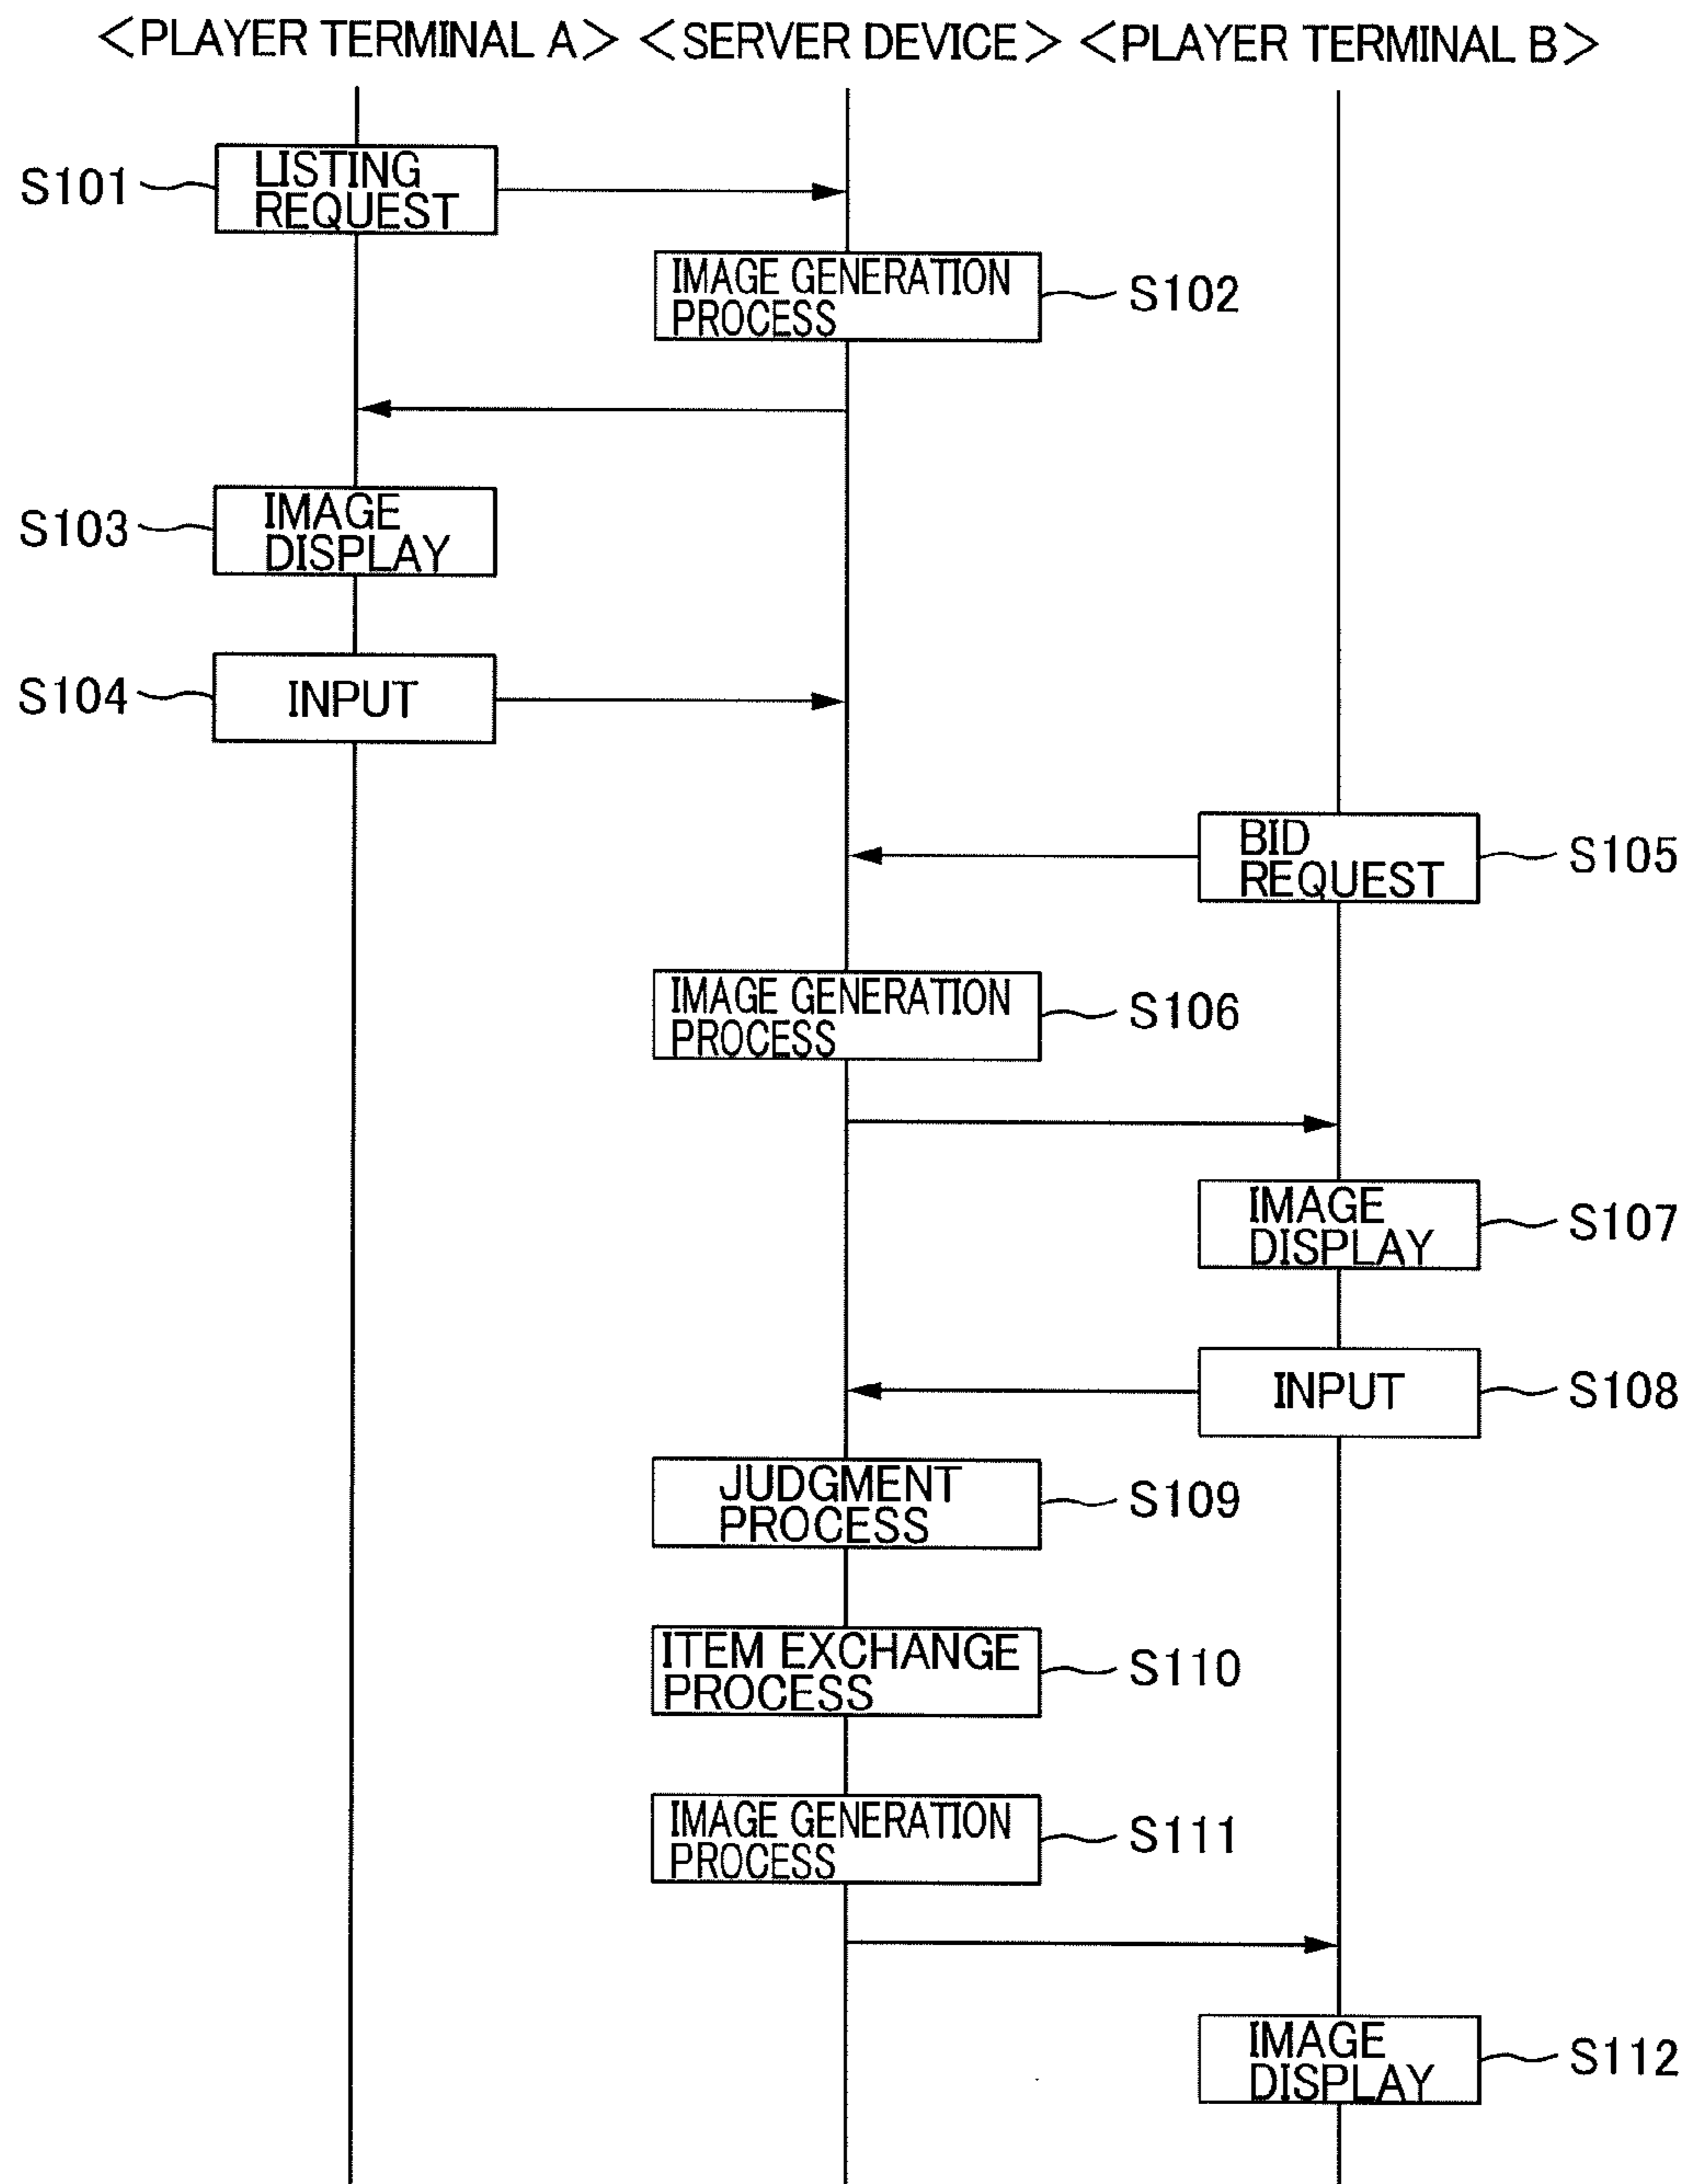 <PLAYER TERMINAL A> <SERVER DEVICE> <PLAYER TERMINAL B>
S101
LISTING
REQUEST
IMAGE GENERATION
PROCESS
S102
S103
IMAGE
DISPLAY
S104
INPUT
BID
REQUEST
S105
IMAGE GENERATION
PROCESS
S106
IMAGE
DISPLAY
S107
INPUT
S108
JUDGMENT
PROCESS
S109
ITEM EXCHANGE
PROCESS
S110
IMAGE GENERATION
PROCESS
S111
IMAGE
DISPLAY
S112